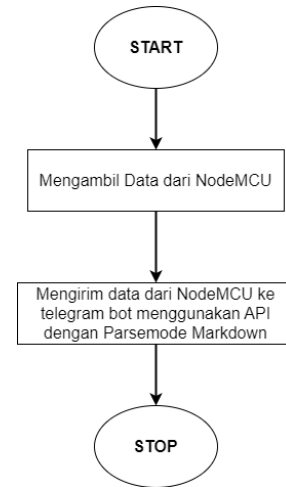 START
Mengambil Data dari NodeMCU
Mengirim data dari NodeMCU ke
telegram bot menggunakan API
dengan Parsemode Markdown
STOP